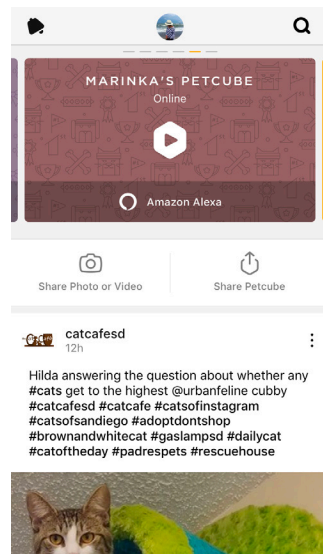 MARINKA'S PETCUBE
Online
Amazon Alexa
Share Photo or Video
Share Petcube
catcafesd
12h
Hilda answering the question about whether any
#cats get to the highest @urbanfeline cubby
#catcafesd #catcafe #catsofinstagram
#catsofsandiego #adoptdontshop
#brownandwhitecat #gaslampsd #dailycat
#catoftheday #padrespets #rescuehouse